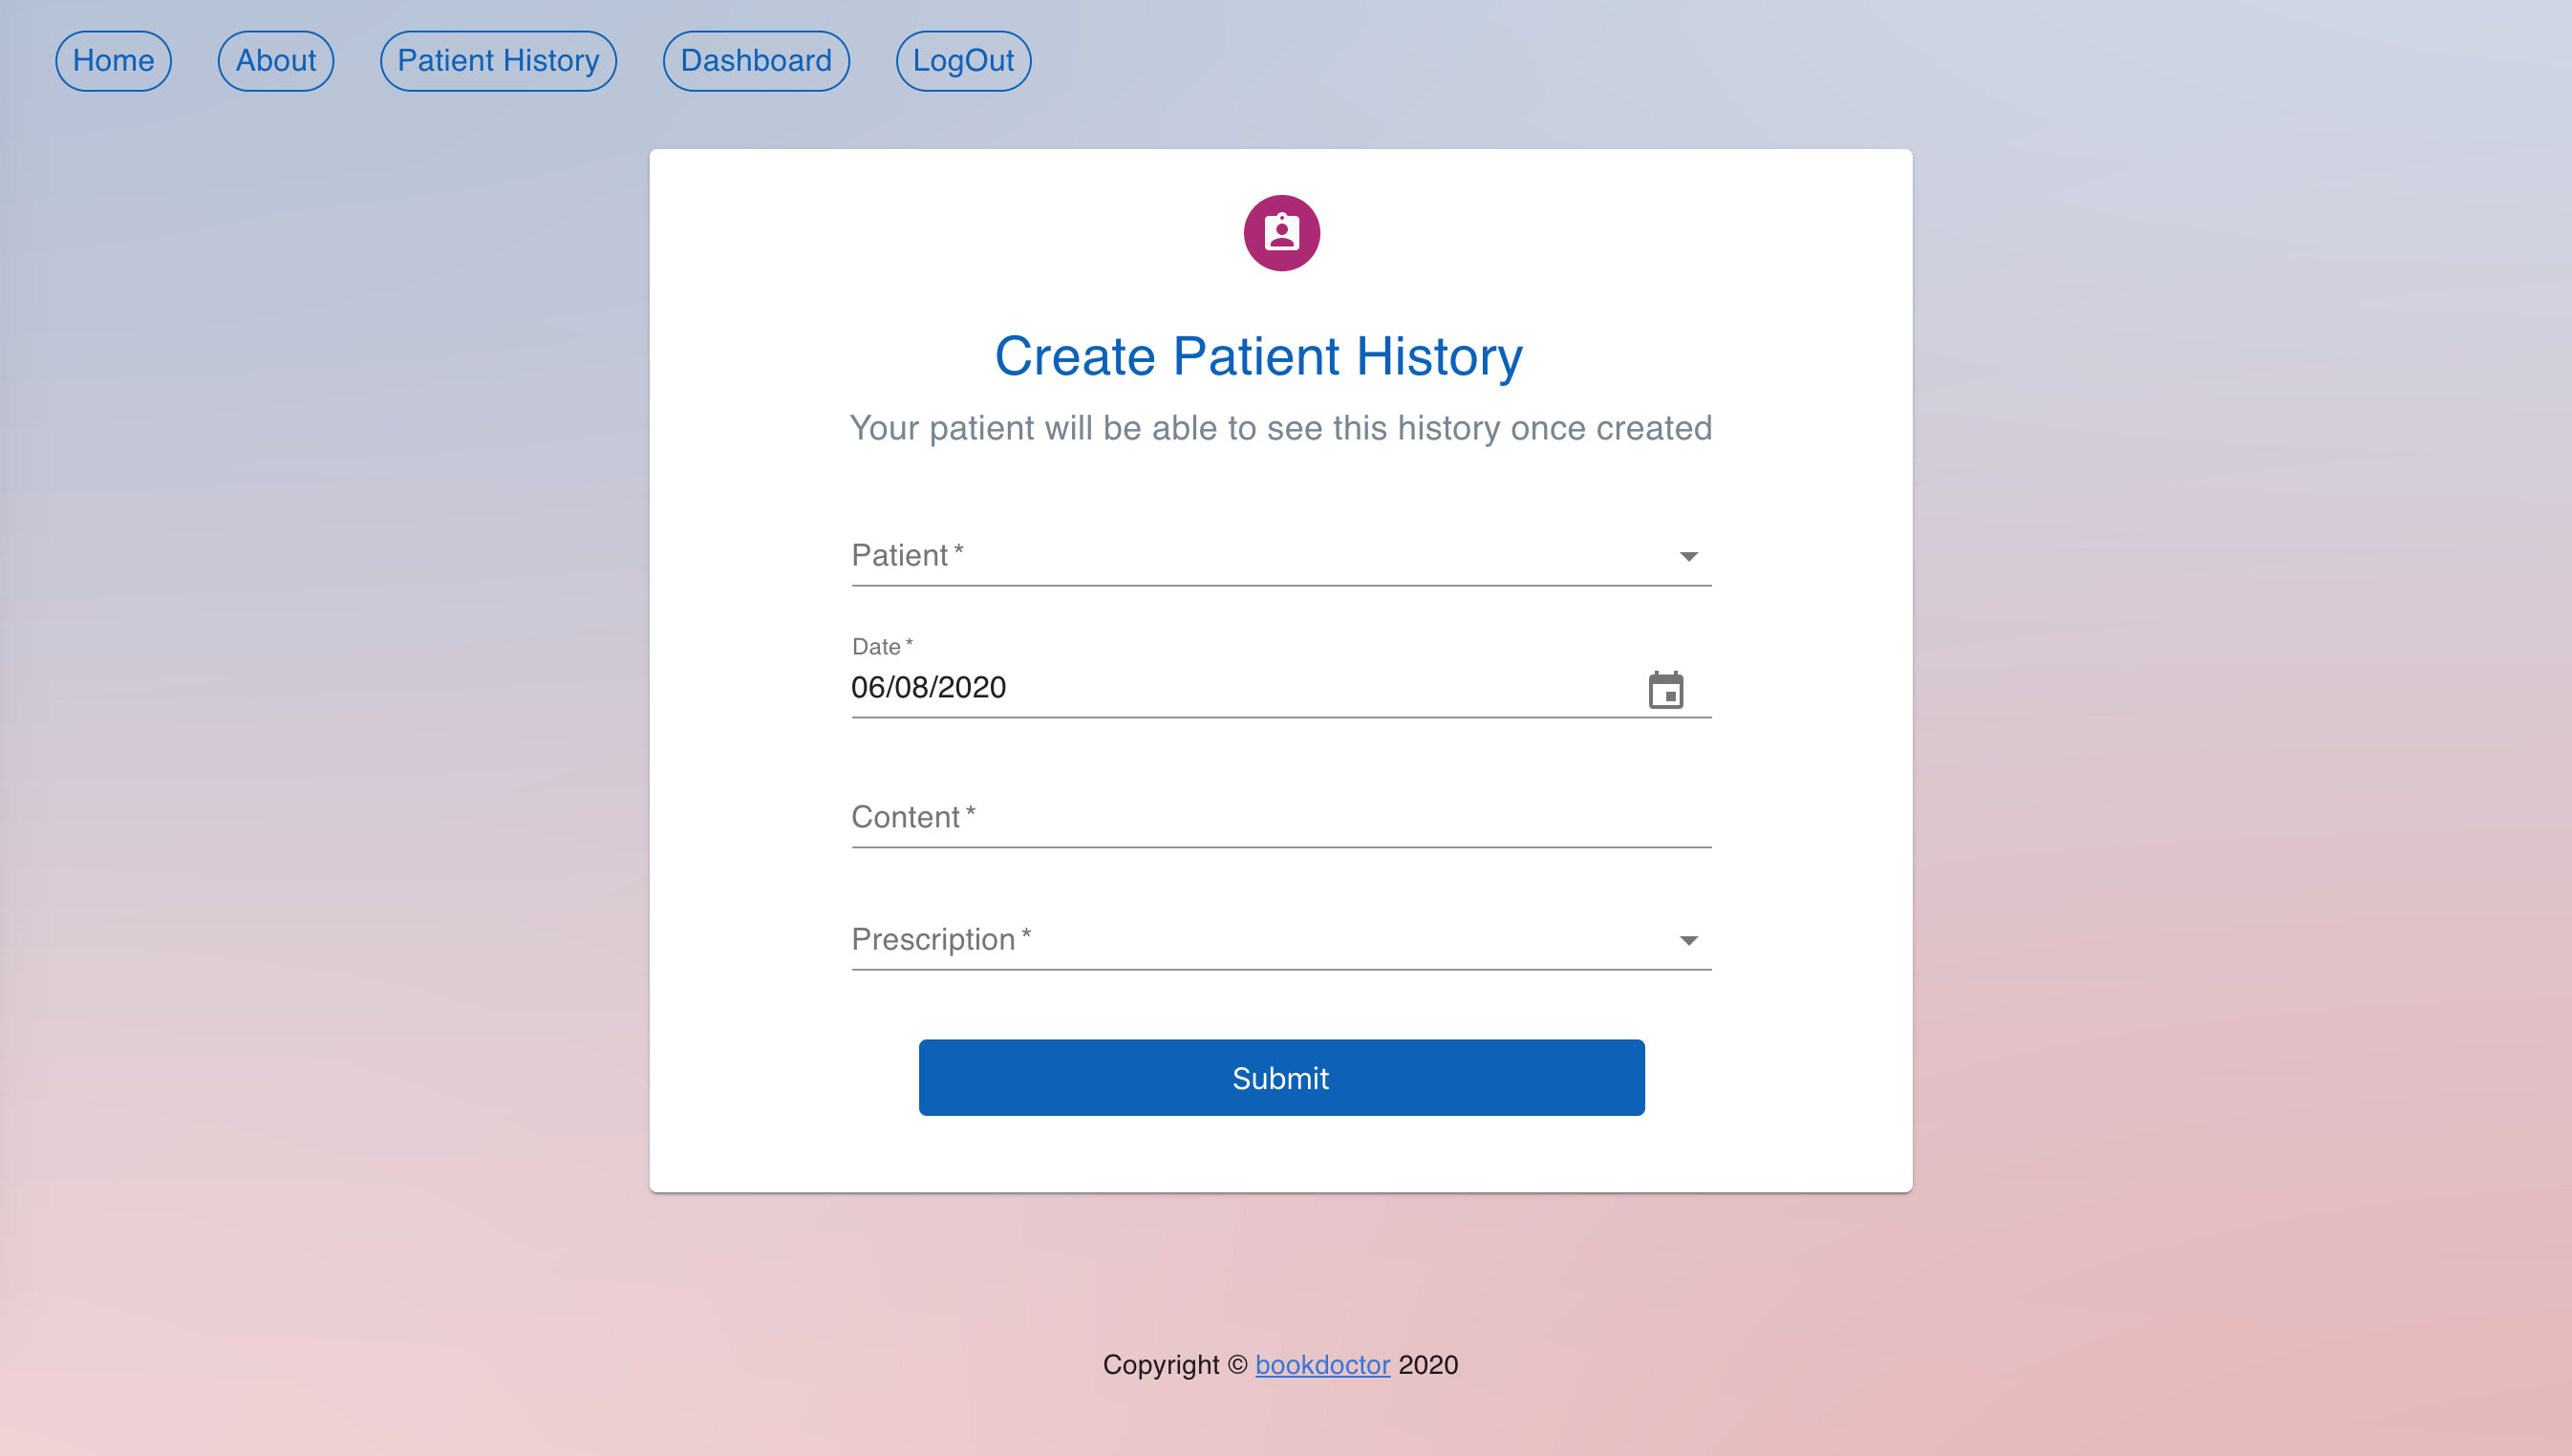 Home About Patient History Dashboard LogOut
Create Patient History
Your patient will be able to see this history once created
Patient *
Date *
06/08/2020
Content *
Prescription *
Submit
Copyright © bookdoctor 2020